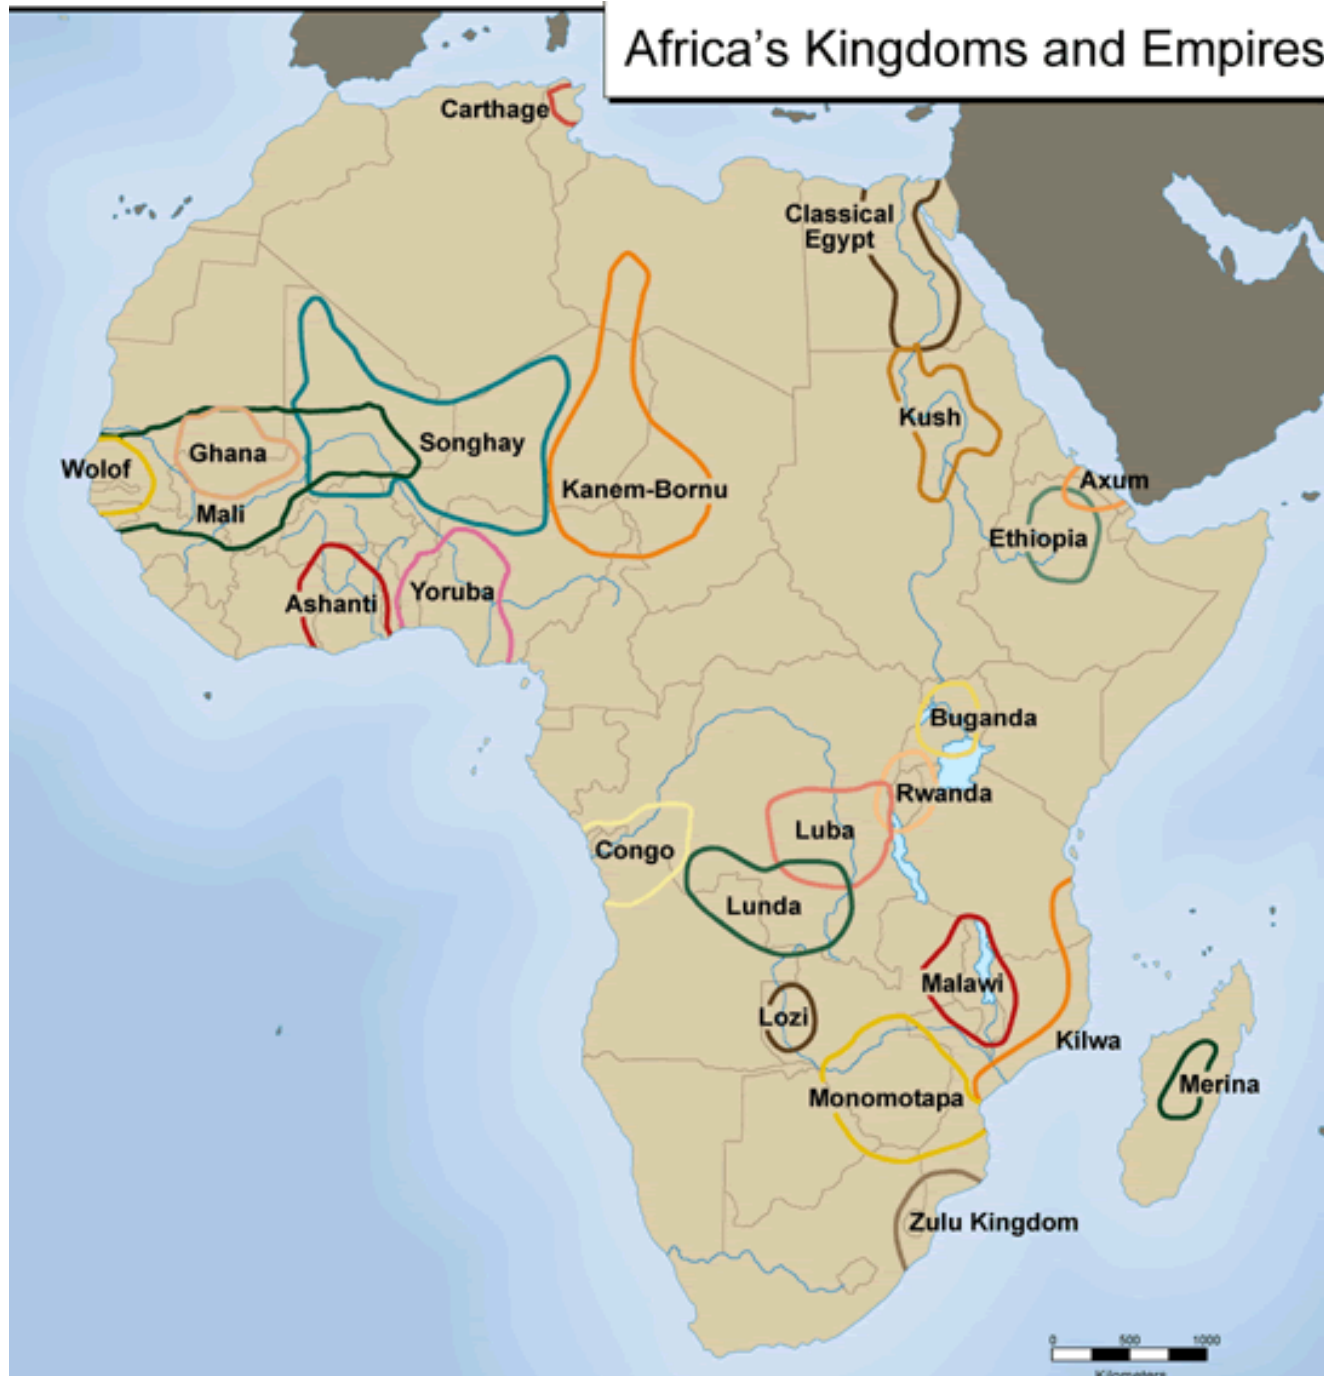 Africa's Kingdoms and Empires
Carthage
Classical
Egypt
Kush
Ghana
Songhay
Wolof
Kanem-Bornu
Axum
Mali
Ethiopia
Ashanti
Yoruba
Buganda
Rwanda
Luba
Congo
Lunda
Malawi
Lozi
Kilwa
Merina
Monomotapa
Zulu Kingdom
0 500 1000
Kilometers